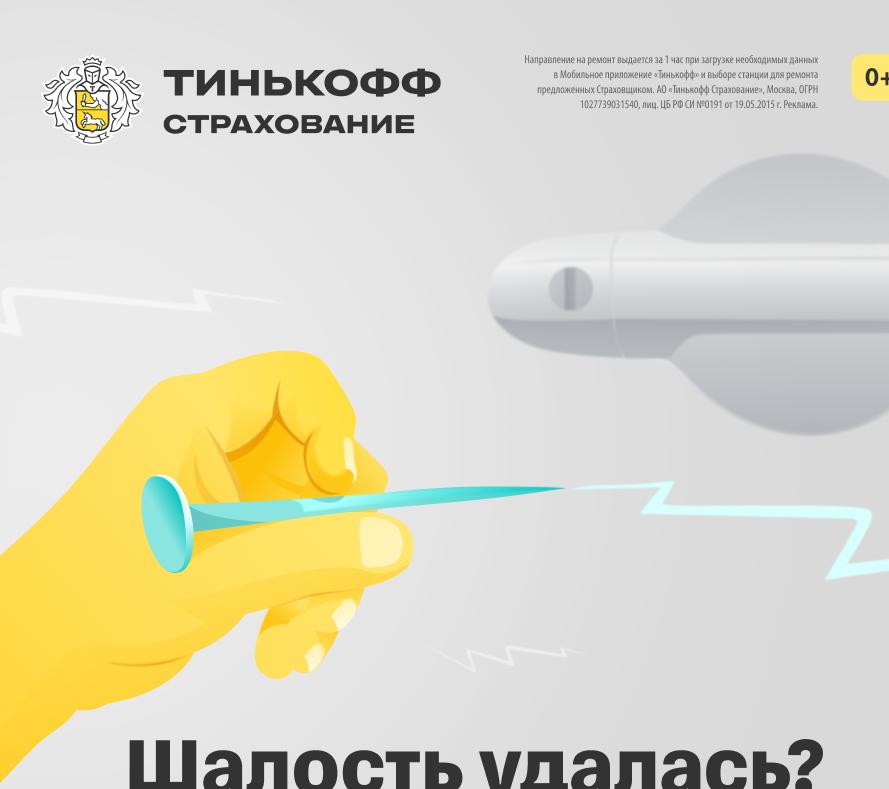 ТИНЬКОФФ
СТРАХОВАНИЕ
Направление на ремонт выдается за 1 час при загрузке необходимых данных
в Мобильное приложение «Тинькофф» и выборе станции для ремонта
предложенных Страховщиком. АО «Тинькофф Страхование», Москва, ОГРН
1027739031540, лиц. ЦБ РФ СИ №0191 от 19.05.2015 г. Реклама.
0+
Шалость удалась?